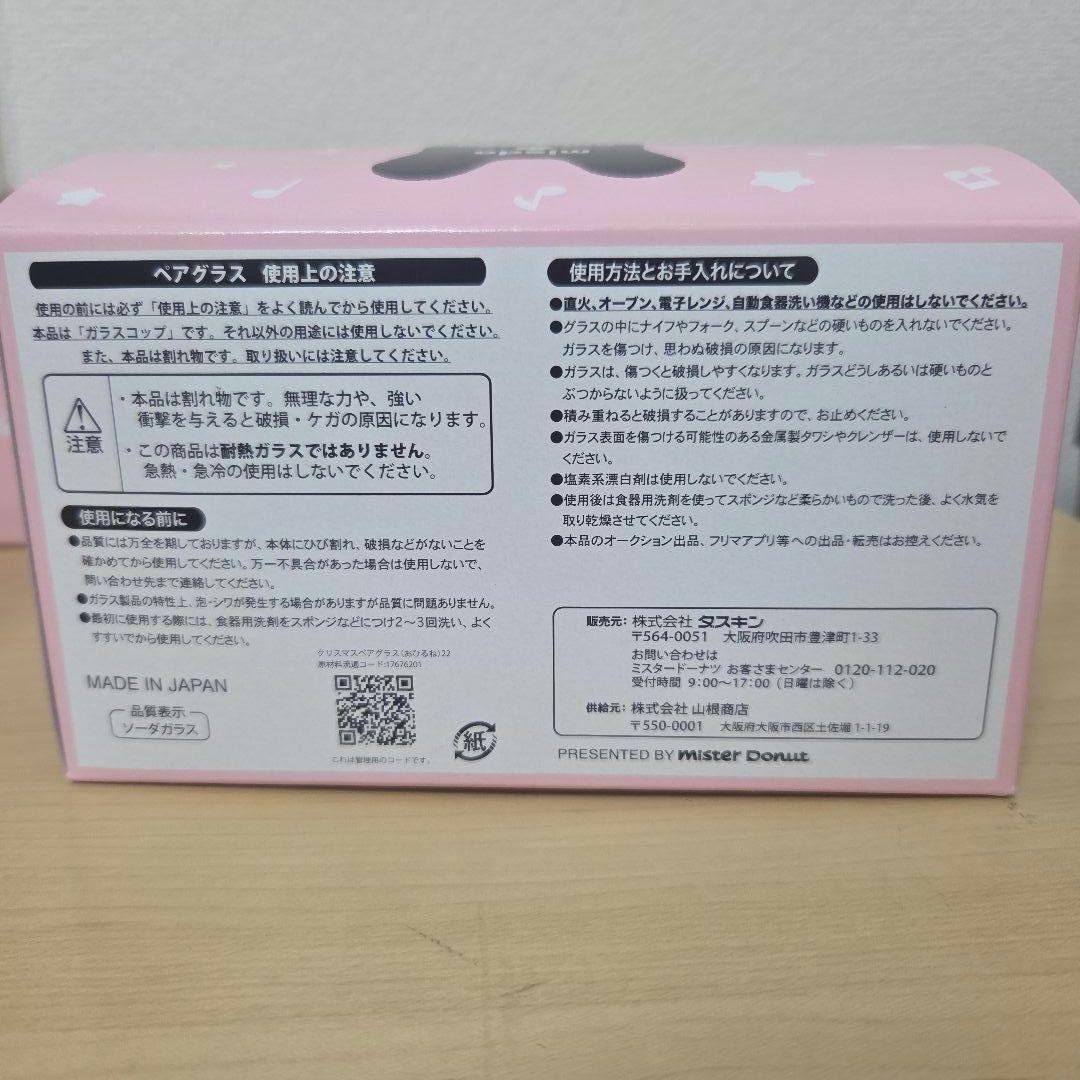 misdo
ペアグラス 使用上の注意
使用の前には必ず「使用上の注意」をよく読んでから使用してください。
本品は「ガラスコップ」です。それ以外の用途には使用しないでください。
また、本品は割れ物です。取り扱いには注意してください。
注意
・本品は割れ物です。無理な力や、強い
衝撃を与えると破損・ケガの原因になります。
・この商品は耐熱ガラスではありません。
急熱・急冷の使用はしないでください。
使用になる前に
●品質には万全を期しておりますが、本体にひび割れ、破損などがないことを
確かめてから使用してください。万一不具合があった場合は使用しないで、
問い合わせ先まで連絡してください。
●ガラス製品の特性上、泡・シワが発生する場合がありますが品質に問題ありません。
●最初に使用する際には、食器用洗剤をスポンジなどにつけ2〜3回洗い、よく
すすいでから使用してください。
クリスマスペアグラス(おひるね)22
原材料流通コード:17676201
MADE IN JAPAN
品質表示
ソーダガラス
これは管理用のコードです。
紙
使用方法とお手入れについて
●直火、オーブン、電子レンジ、自動食器洗い機などの使用はしないでください。
●グラスの中にナイフやフォーク、スプーンなどの硬いものを入れないでください。
ガラスを傷つけ、思わぬ破損の原因になります。
●ガラスは、傷つくと破損しやすくなります。ガラスどうしあるいは硬いものと
ぶつからないように扱ってください。
●積み重ねると破損することがありますので、お止めください。
●ガラス表面を傷つける可能性のある金属製タワシやクレンザーは、使用しないで
ください。
●塩素系漂白剤は使用しないでください。
●使用後は食器用洗剤を使ってスポンジなど柔らかいもので洗った後、よく水気を
取り乾燥させてください。
●本品のオークション出品、フリマアプリ等への出品・転売はお控えください。
販売元：株式会社 ダスキン
〒564-0051 大阪府吹田市豊津町1-33
お問い合わせは
ミスタードーナツ お客さまセンター 0120-112-020
受付時間 9:00〜17:00（日曜は除く）
供給元：株式会社 山根商店
〒550-0001 大阪府大阪市西区土佐堀1-1-19
PRESENTED BY mister Donut